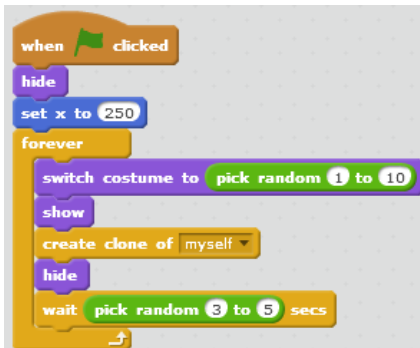 when clicked
hide
set x to 250
forever
switch costume to pick random 1 to 10
show
create clone of myself
hide
wait pick random 3 to 5 secs